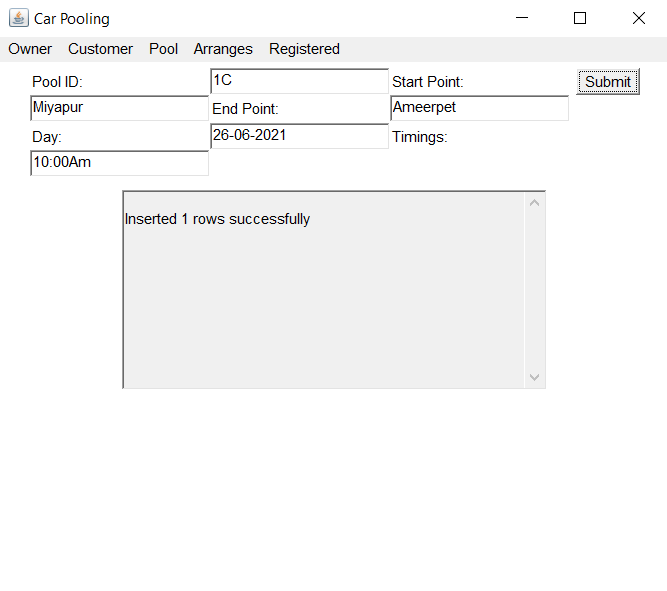 Car Pooling
Owner Customer Pool Arranges Registered
Pool ID: 1C Start Point: Submit
Miyapur End Point: Ameerpet
Day: 26-06-2021 Timings:
10:00Am
Inserted 1 rows successfully